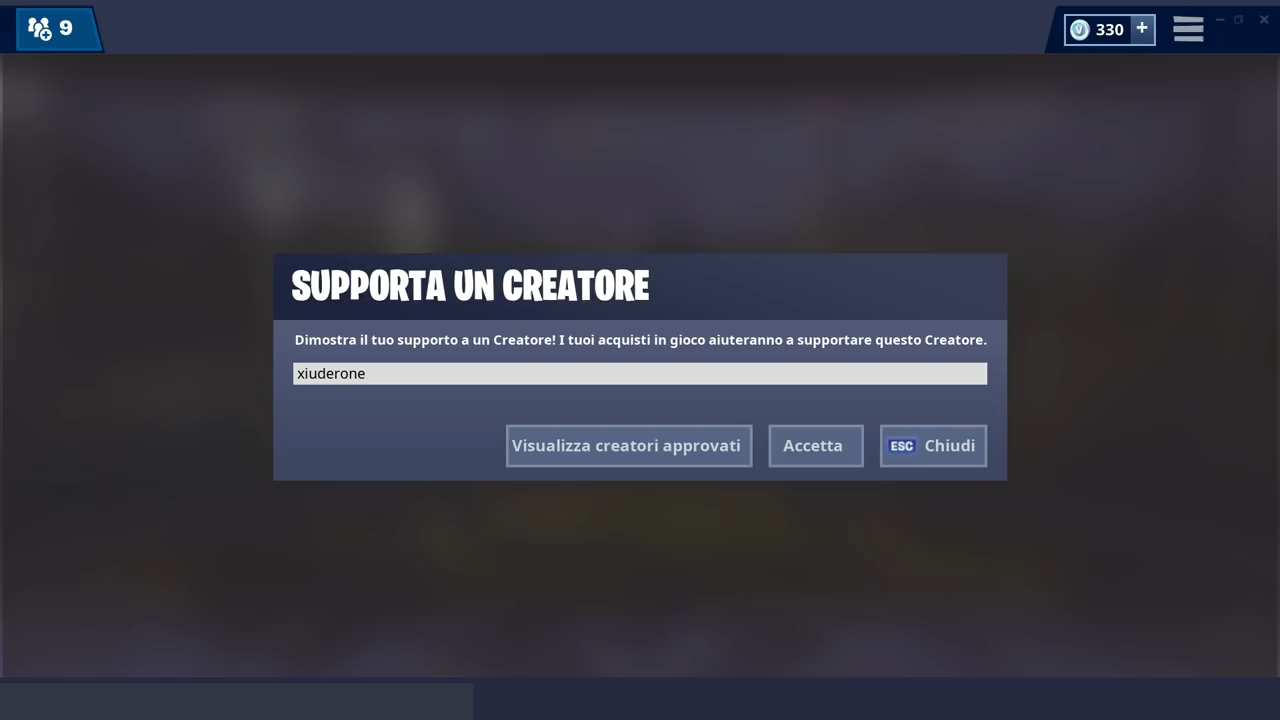 9
330 +
SUPPORTA UN CREATORE
Dimostra il tuo supporto a un Creatore! I tuoi acquisti in gioco aiuteranno a supportare questo Creatore.
xiuderone
Visualizza creatori approvati Accetta ESC Chiudi